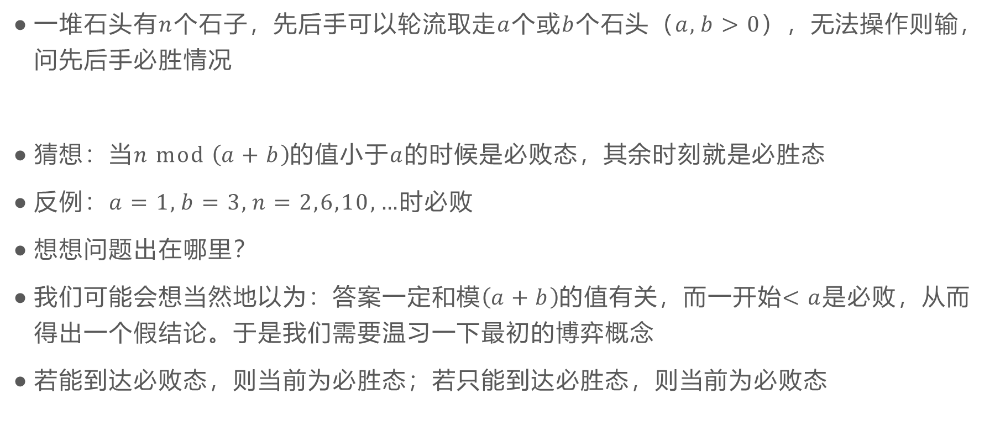 ● 一堆石头有n个石子，先后手可以轮流取走a个或b个石头（a, b > 0），无法操作则输，
问先后手必胜情况
● 猜想：当n mod (a + b)的值小于a的时候是必败态，其余时刻就是必胜态
● 反例：a = 1, b = 3, n = 2,6,10, …时必败
● 想想问题出在哪里？
● 我们可能会想当然地以为：答案一定和模(a + b)的值有关，而一开始< a是必败，从而
得出一个假结论。于是我们需要温习一下最初的博弈概念
● 若能到达必败态，则当前为必胜态；若只能到达必胜态，则当前为必败态